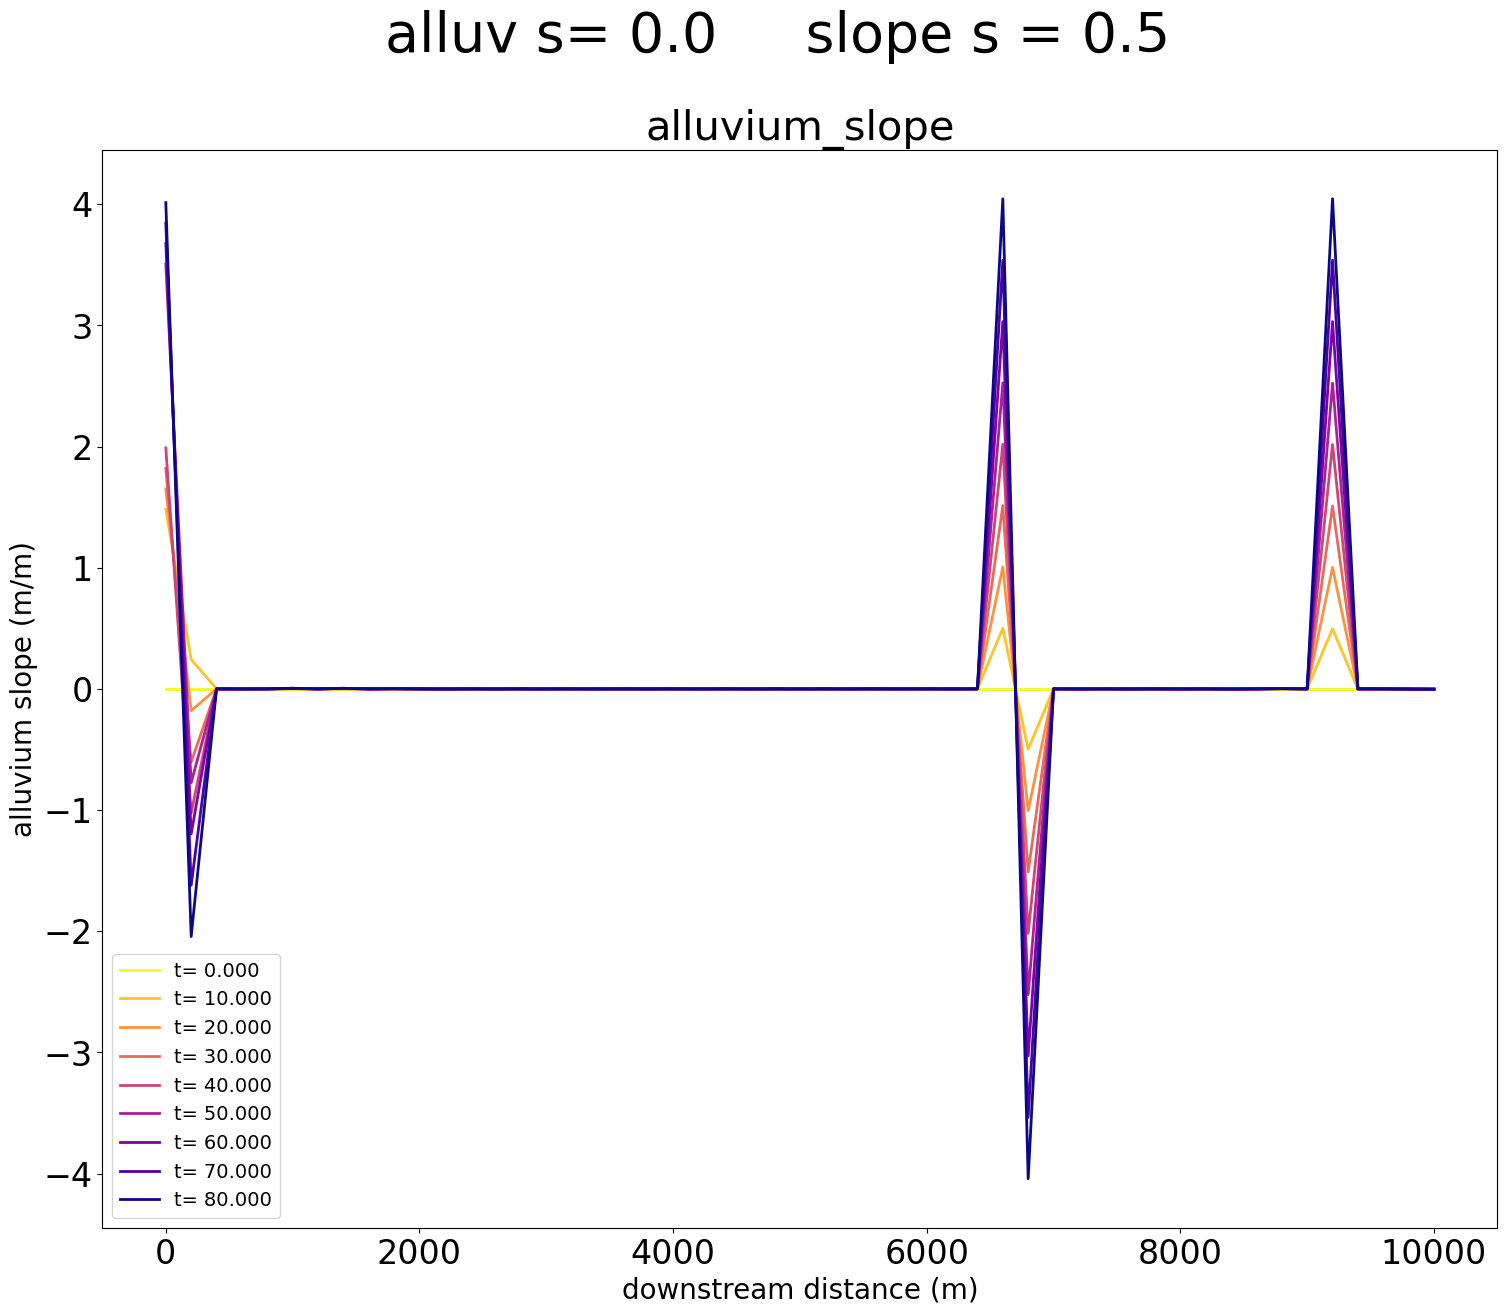 alluv s= 0.0 slope s = 0.5
alluvium_slope
alluvium slope (m/m)
4
3
2
1
0
−1
−2
−3
−4
t= 0.000
t= 10.000
t= 20.000
t= 30.000
t= 40.000
t= 50.000
t= 60.000
t= 70.000
t= 80.000
0 2000 4000 6000 8000 10000
downstream distance (m)